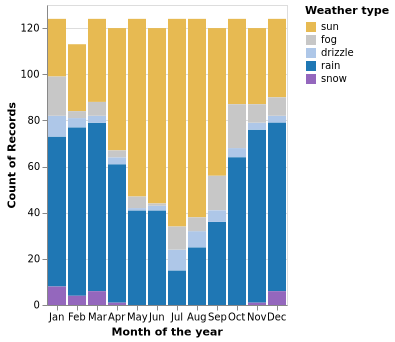 Weather type
sun
fog
drizzle
rain
snow
Count of Records
120
100
80
60
40
20
0
Jan Feb Mar Apr May Jun Jul Aug Sep Oct Nov Dec
Month of the year